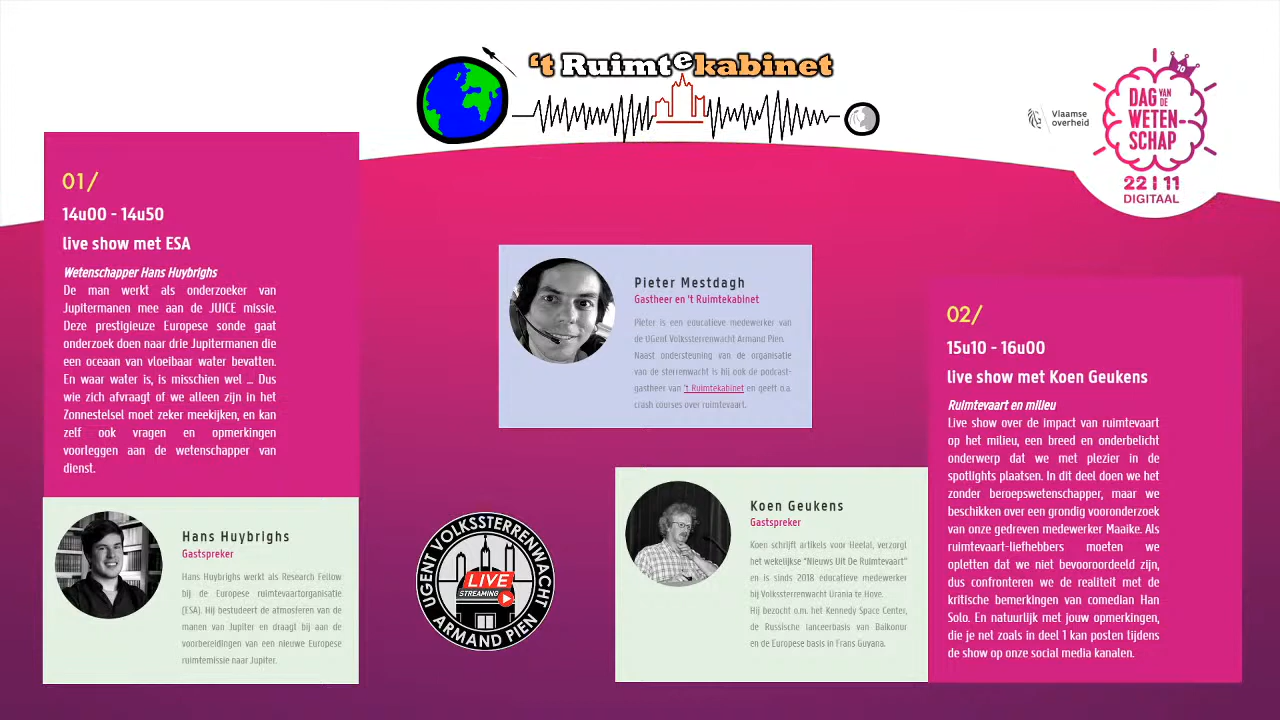 't Ruimtekabinet
Vlaamse
overheid
10
DAG VAN DE
WETEN-
SCHAP
22 | 11
DIGITAAL
01/
14u00 - 14u50
live show met ESA
Wetenschapper Hans Huybrighs
De man werkt als onderzoeker van
Jupitermanen mee aan de JUICE missie.
Deze prestigieuze Europese sonde gaat
onderzoek doen naar drie Jupitermanen die
een oceaan van vloeibaar water bevatten.
En waar water is, is misschien wel ... Dus
wie zich afvraagt of we alleen zijn in het
Zonnestelsel moet zeker meekijken, en kan
zelf ook vragen en opmerkingen
voorleggen aan de wetenschapper van
dienst.
Hans Huybrighs
Gastspreker
Hans Huybrighs werkt als Research Fellow
bij de Europese ruimtevaartorganisatie
(ESA). Hij bestudeert de atmosferen van de
manen van Jupiter en draagt bij aan de
voorbereidingen van een nieuwe Europese
ruimtemissie naar Jupiter.
Pieter Mestdagh
Gastheer en 't Ruimtekabinet
Pieter is een educatieve medewerker van
de UGent Volkssterrenwacht Armand Pien.
Naast ondersteuning van de organisatie
van de sterrenwacht is hij ook de podcast-
gastheer van 't Ruimtekabinet en geeft o.a.
crash courses over ruimtevaart.
UGENT VOLKSSTERRENWACHT
LIVE
STREAMING
ARMAND PIEN
Koen Geukens
Gastspreker
Koen schrijft artikels voor Heelal, verzorgt
het wekelijkse "Nieuws Uit De Ruimtevaart"
en is sinds 2018 educatieve medewerker
bij Volkssterrenwacht Urania te Hove.
Hij bezocht o.m. het Kennedy Space Center,
de Russische lanceerbasis van Baikonur
en de Europese basis in Frans Guyana.
02/
15u10 - 16u00
live show met Koen Geukens
Ruimtevaart en milieu
Live show over de impact van ruimtevaart
op het milieu, een breed en onderbelicht
onderwerp dat we met plezier in de
spotlights plaatsen. In dit deel doen we het
zonder beroepswetenschapper, maar we
beschikken over een grondig vooronderzoek
van onze gedreven medewerker Maaike. Als
ruimtevaart-liefhebbers moeten we
opletten dat we niet bevooroordeeld zijn,
dus confronteren we de realiteit met de
kritische bemerkingen van comedian Han
Solo. En natuurlijk met jouw opmerkingen,
die je net zoals in deel 1 kan posten tijdens
de show op onze social media kanalen.